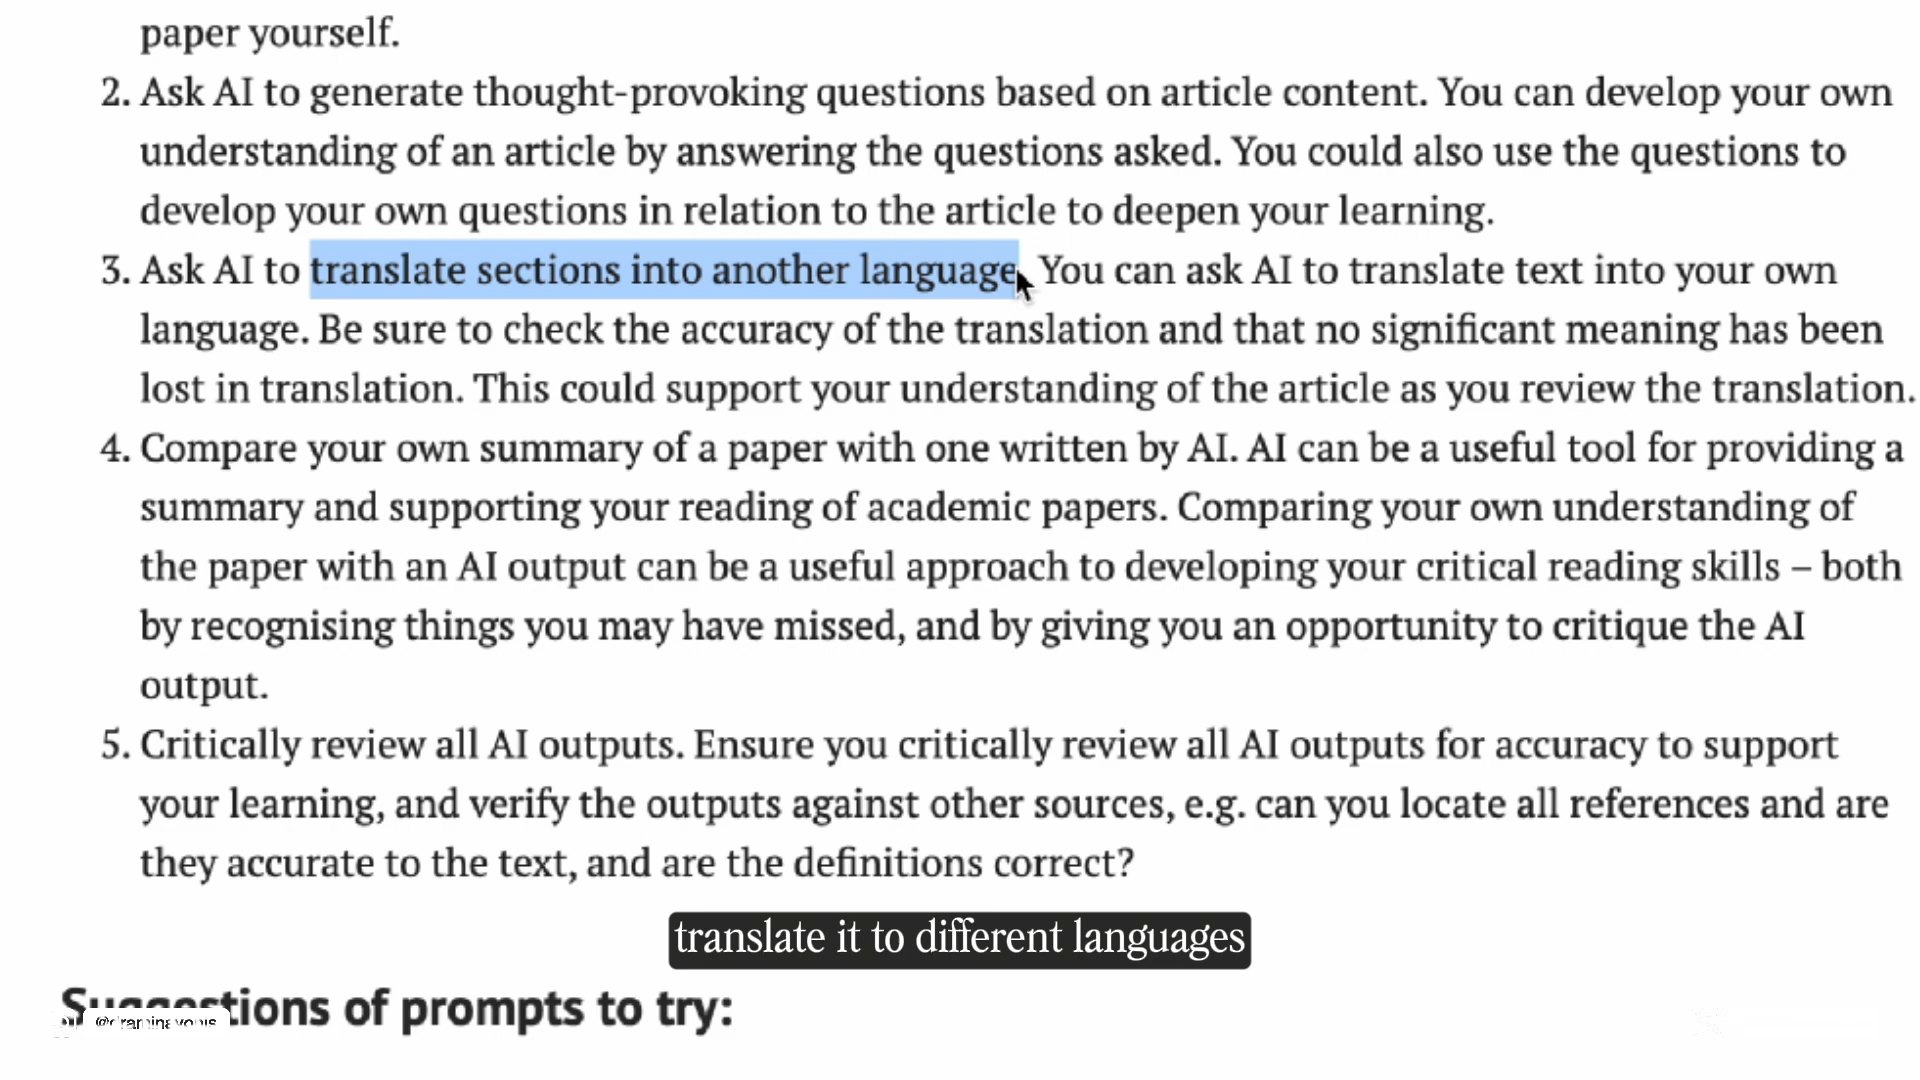 paper yourself.
2. Ask AI to generate thought-provoking questions based on article content. You can develop your own
understanding of an article by answering the questions asked. You could also use the questions to
develop your own questions in relation to the article to deepen your learning.
3. Ask AI to translate sections into another language. You can ask AI to translate text into your own
language. Be sure to check the accuracy of the translation and that no significant meaning has been
lost in translation. This could support your understanding of the article as you review the translation.
4. Compare your own summary of a paper with one written by AI. AI can be a useful tool for providing a
summary and supporting your reading of academic papers. Comparing your own understanding of
the paper with an AI output can be a useful approach to developing your critical reading skills – both
by recognising things you may have missed, and by giving you an opportunity to critique the AI
output.
5. Critically review all AI outputs. Ensure you critically review all AI outputs for accuracy to support
your learning, and verify the outputs against other sources, e.g. can you locate all references and are
they accurate to the text, and are the definitions correct?
translate it to different languages
Suggestions of prompts to try: